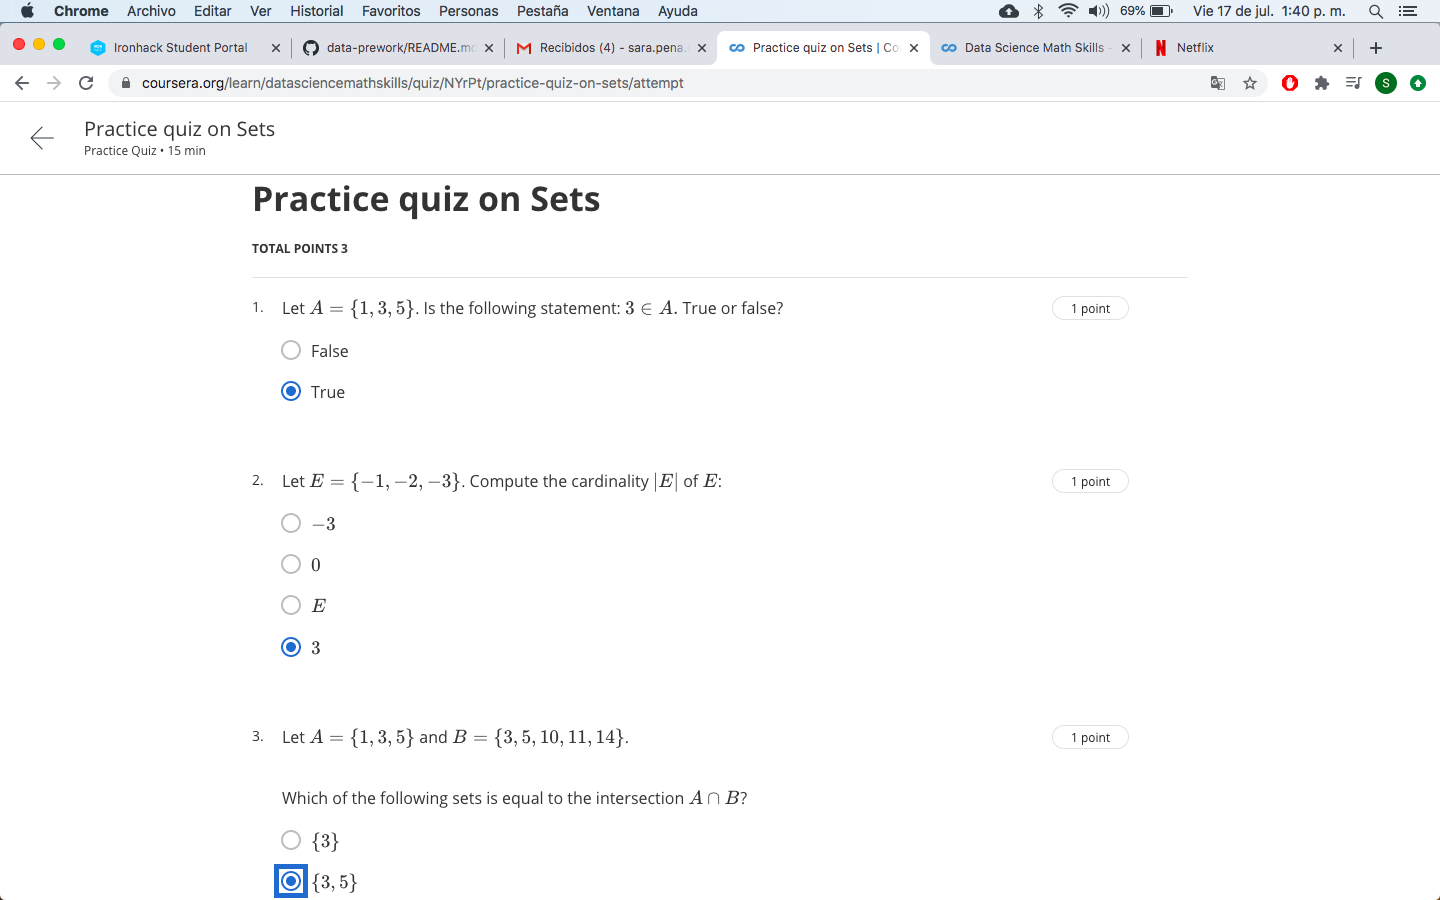 Chrome Archivo Editar Ver Historial Favoritos Personas Pestaña Ventana Ayuda 69% Vie 17 de jul. 1:40 p. m.
Ironhack Student Portal data-prework/README.md Recibidos (4) - sara.pena. Practice quiz on Sets | Co Data Science Math Skills - Netflix
coursera.org/learn/datasciencemathskills/quiz/NYrPt/practice-quiz-on-sets/attempt S
Practice quiz on Sets
Practice Quiz • 15 min
Practice quiz on Sets
TOTAL POINTS 3
1. Let A = {1, 3, 5}. Is the following statement: 3 ∈ A. True or false? 1 point
False
True
2. Let E = {−1, −2, −3}. Compute the cardinality |E| of E: 1 point
−3
0
E
3
3. Let A = {1, 3, 5} and B = {3, 5, 10, 11, 14}. 1 point
Which of the following sets is equal to the intersection A ∩ B?
{3}
{3, 5}